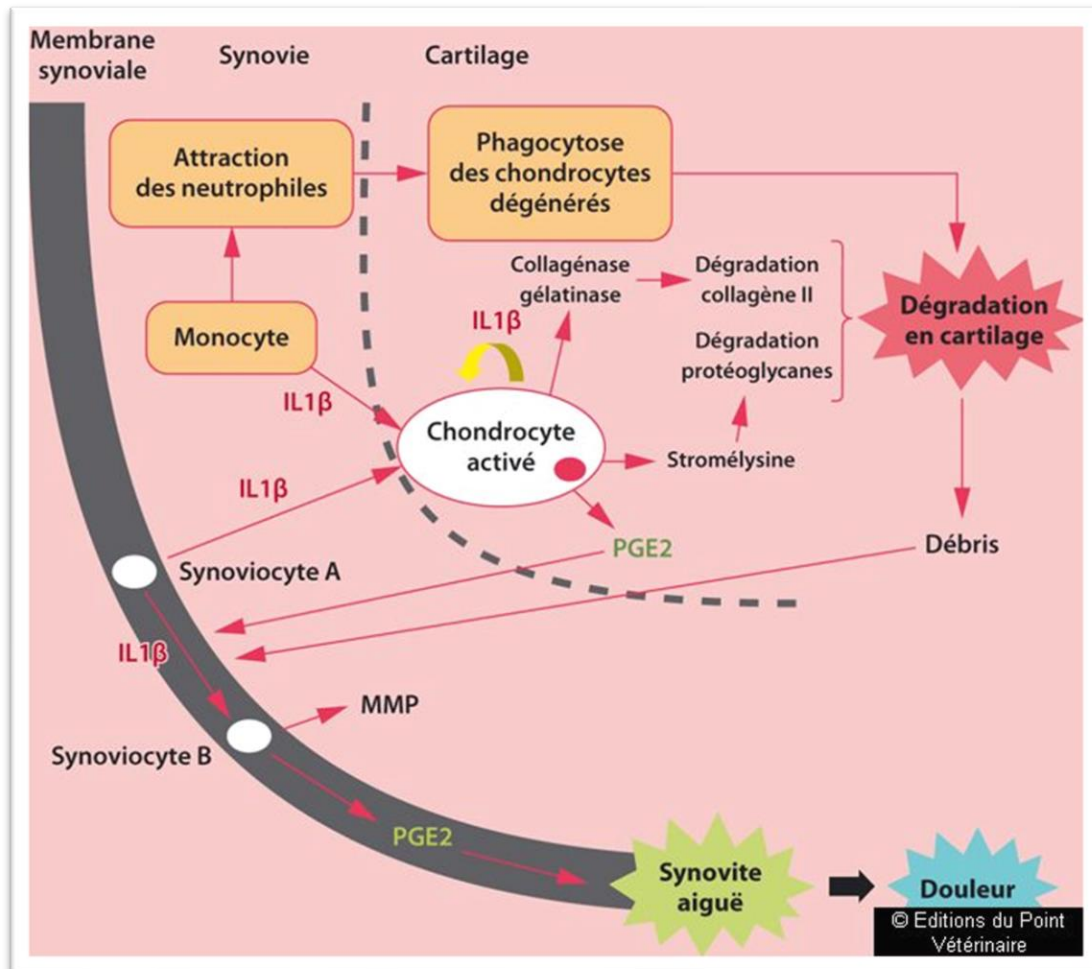 Membrane
synoviale
Synovie
Cartilage
Attraction
des neutrophiles
Phagocytose
des chondrocytes
dégénérés
Monocyte
IL1β
Collagénase
gélatinase
Dégradation
collagène II
Dégradation
protéoglycanes
Dégradation
en cartilage
IL1β
Chondrocyte
activé
Stromélysine
IL1β
PGE2
Débris
Synoviocyte A
IL1β
MMP
Synoviocyte B
PGE2
Synovite
aiguë
Douleur
© Editions du Point
Vétérinaire